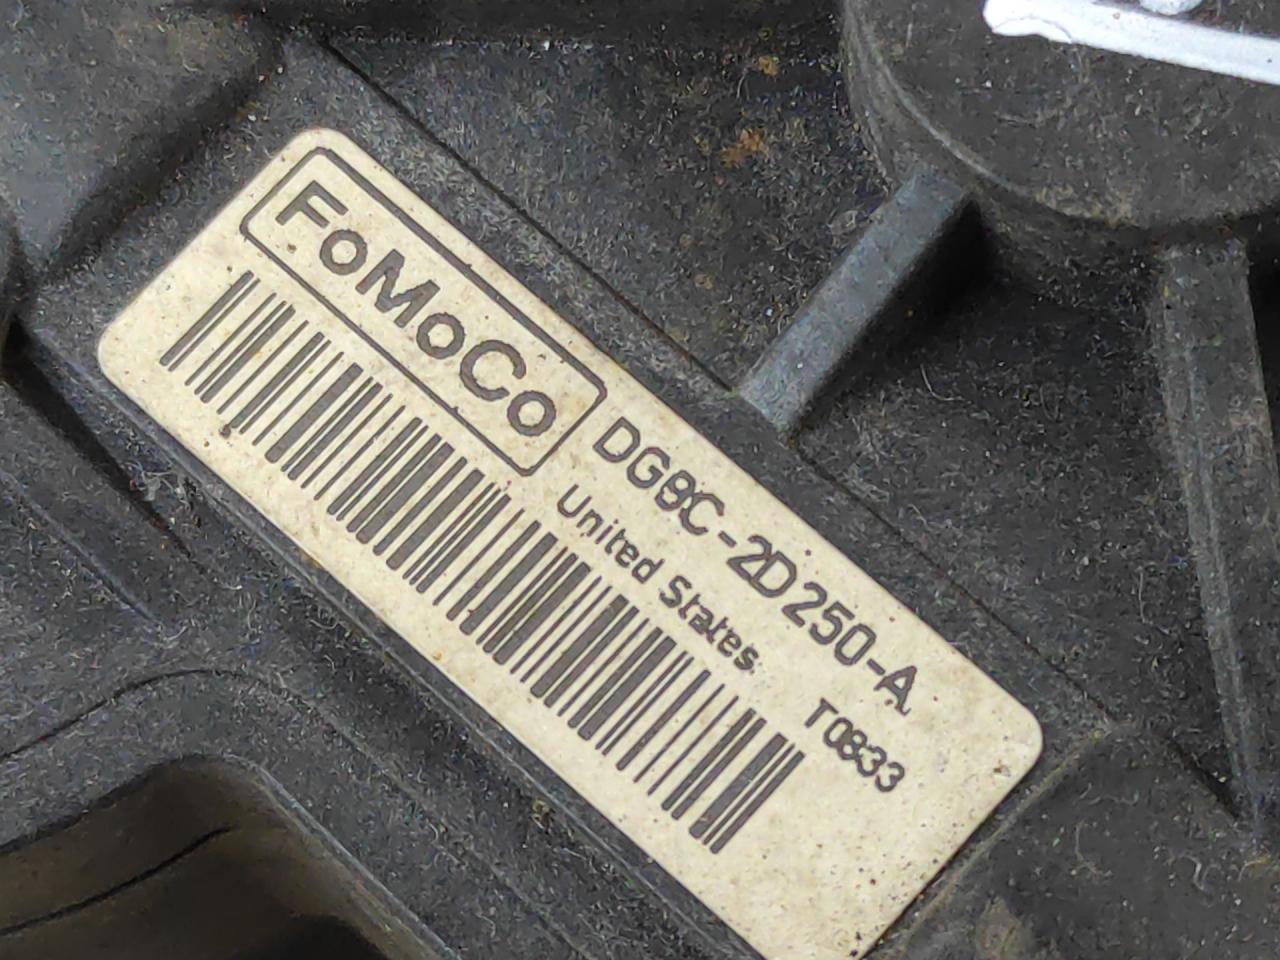 FoMoCo
DG9C-2D250-A
United States
T0833